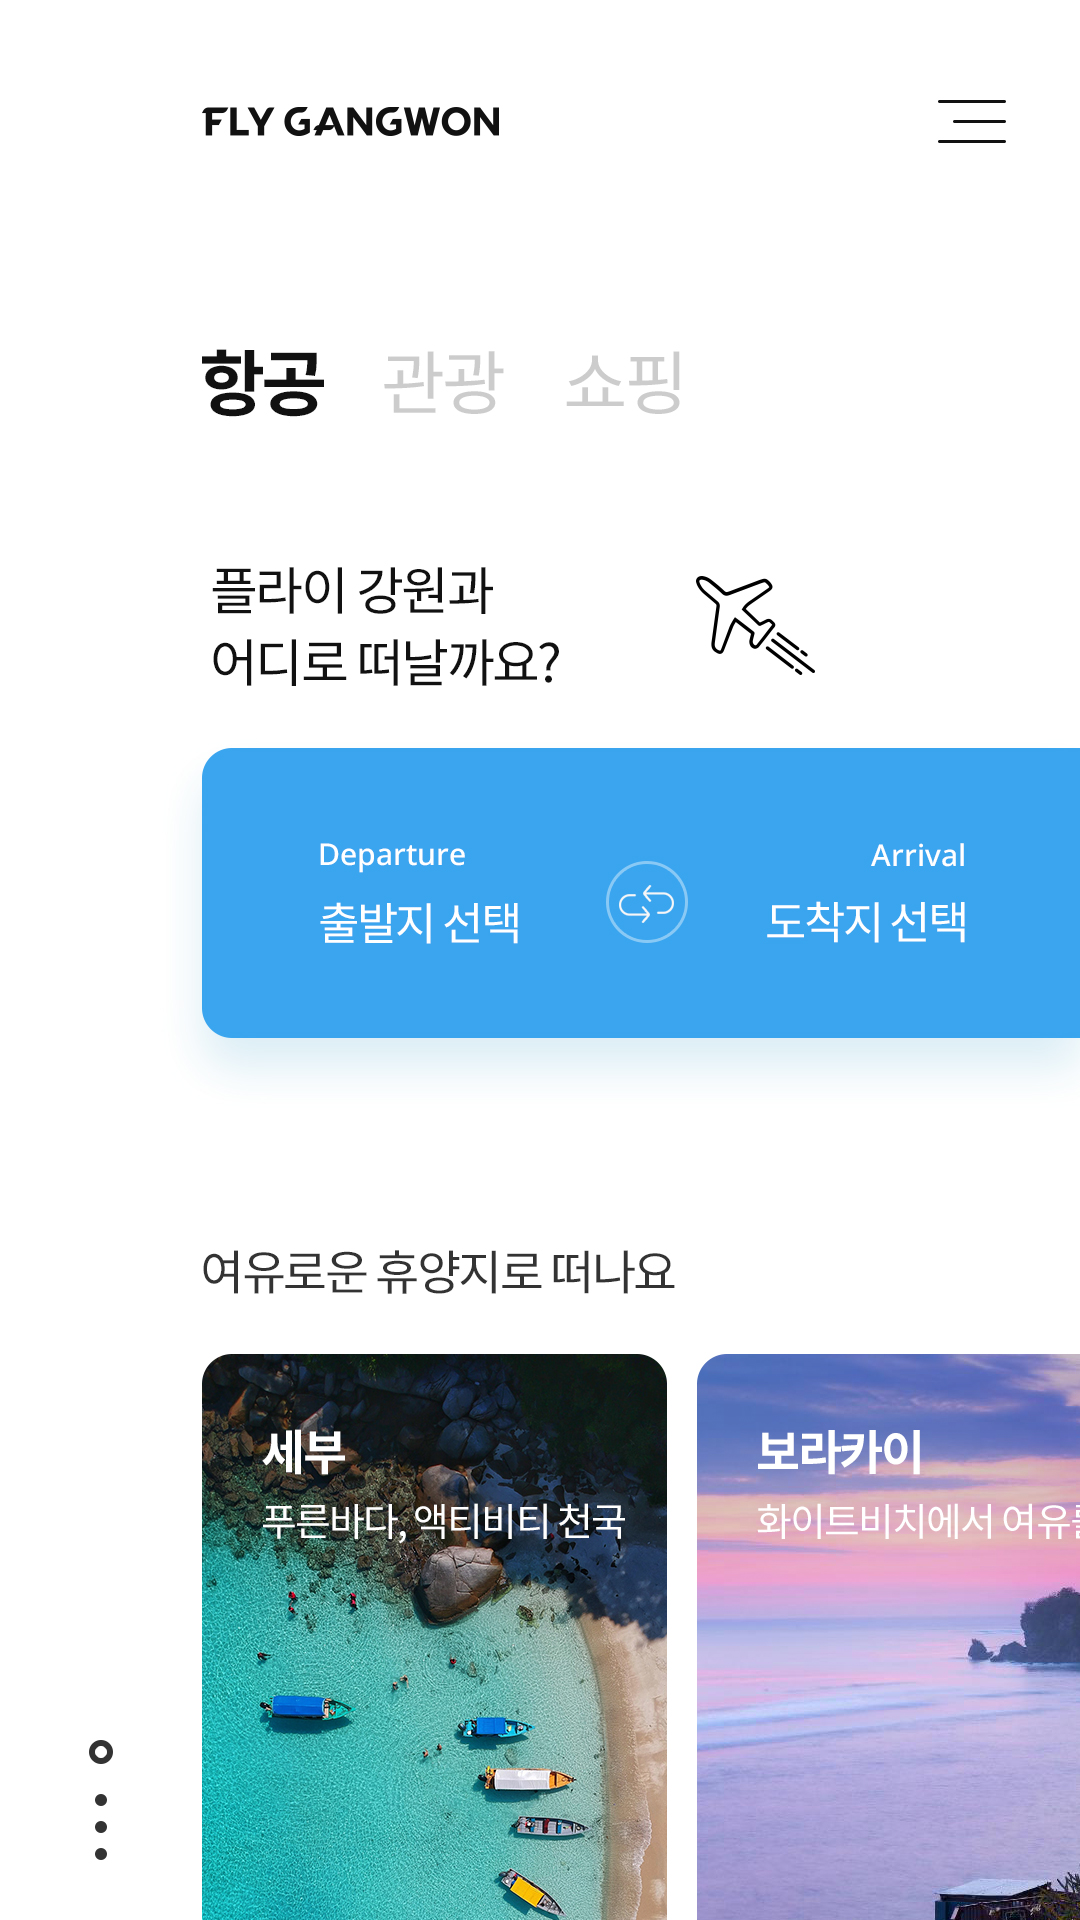 FLY GANGWON
항공 관광 쇼핑
플라이 강원과
어디로 떠날까요?
Departure
출발지 선택
Arrival
도착지 선택
여유로운 휴양지로 떠나요
세부
푸른바다, 액티비티 천국
보라카이
화이트비치에서 여유를